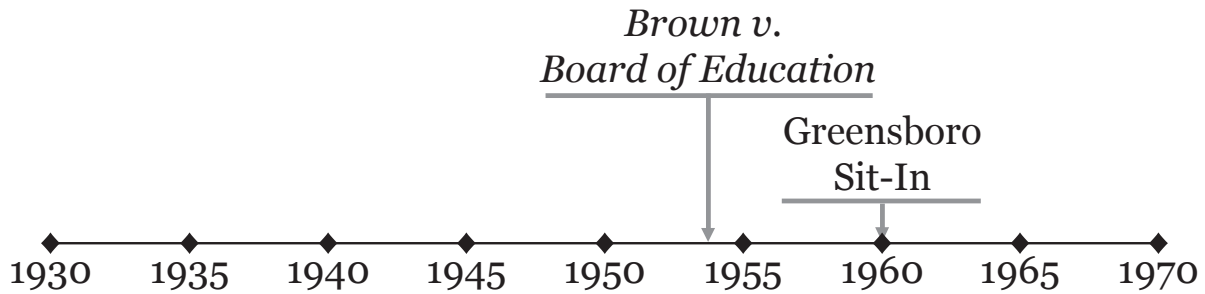 Brown v.
Board of Education
Greensboro
Sit-In
1930 1935 1940 1945 1950 1955 1960 1965 1970